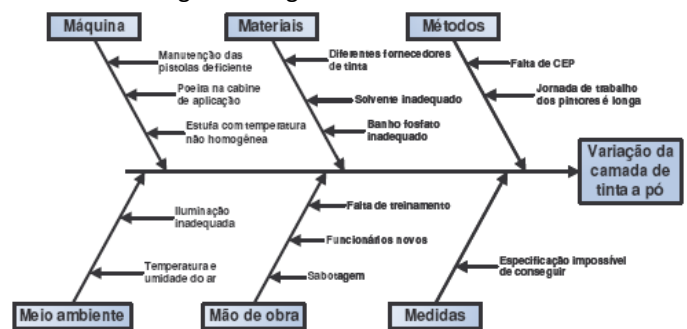 Máquina
Materiais
Métodos
Manutenção das
pistolas deficiente
Poeira na cabine
de aplicação
Estufa com temperatura
não homogênea
Diferentes fornecedores
de tinta
Solvente inadequado
Banho fosfato
inadequado
Falta de CEP
Jornada de trabalho
dos pintores é longa
Variação da
camada de
tinta a pó
Iluminação
inadequada
Temperatura e
umidade do ar
Falta de treinamento
Funcionários novos
Sabotagem
Especificação impossível
de conseguir
Meio ambiente
Mão de obra
Medidas